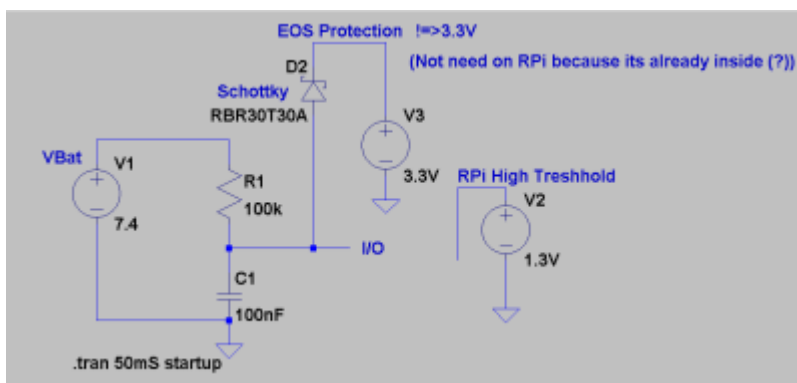 EOS Protection !=>3.3V
(Not need on RPi because its already inside (?))
D2
Schottky
RBR30T30A
V3
3.3V
VBat
V1
7.4
R1
100k
RPi High Treshhold
V2
1.3V
I/O
C1
100nF
.tran 50mS startup